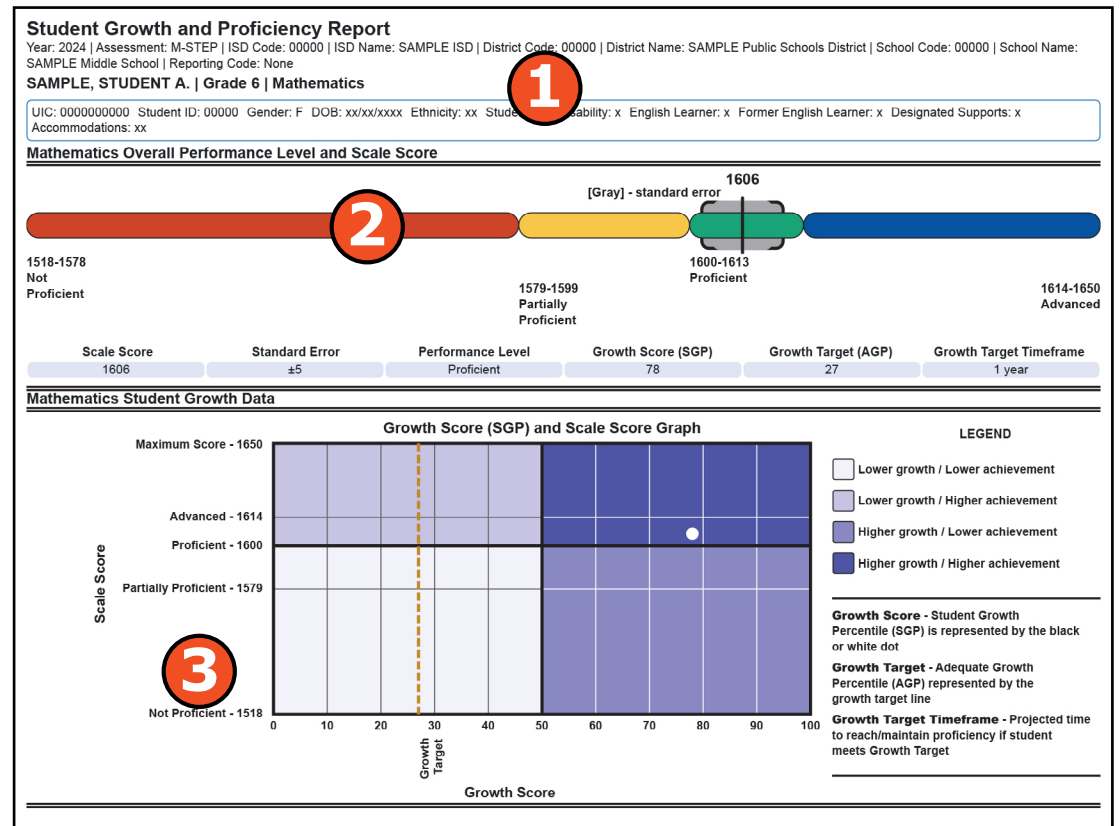 Student Growth and Proficiency Report
Year: 2024 | Assessment: M-STEP | ISD Code: 00000 | ISD Name: SAMPLE ISD | District Code: 00000 | District Name: SAMPLE Public Schools District | School Code: 00000 | School Name:
SAMPLE Middle School | Reporting Code: None
SAMPLE, STUDENT A. | Grade 6 | Mathematics
1
UIC: 0000000000 Student ID: 00000 Gender: F DOB: xx/xx/xxxx Ethnicity: xx English Learner: x Former English Learner: x Designated Supports: x
Accommodations: xx
Mathematics Overall Performance Level and Scale Score
1606
[Gray] - standard error
2
1518-1578
Not
Proficient
1579-1599
Partially
Proficient
1600-1613
Proficient
1614-1650
Advanced
Scale Score Standard Error Performance Level Growth Score (SGP) Growth Target (AGP) Growth Target Timeframe
1606 ±5 Proficient 78 27 1 year
Mathematics Student Growth Data
Growth Score (SGP) and Scale Score Graph
Maximum Score - 1650
Advanced - 1614
Proficient - 1600
Partially Proficient - 1579
Not Proficient - 1518
Scale Score
3
0 10 20 30 40 50 60 70 80 90 100
Growth
Target
Growth Score
LEGEND
Lower growth / Lower achievement
Lower growth / Higher achievement
Higher growth / Lower achievement
Higher growth / Higher achievement
Growth Score - Student Growth
Percentile (SGP) is represented by the black
or white dot
Growth Target - Adequate Growth
Percentile (AGP) represented by the
growth target line
Growth Target Timeframe - Projected time
to reach/maintain proficiency if student
meets Growth Target